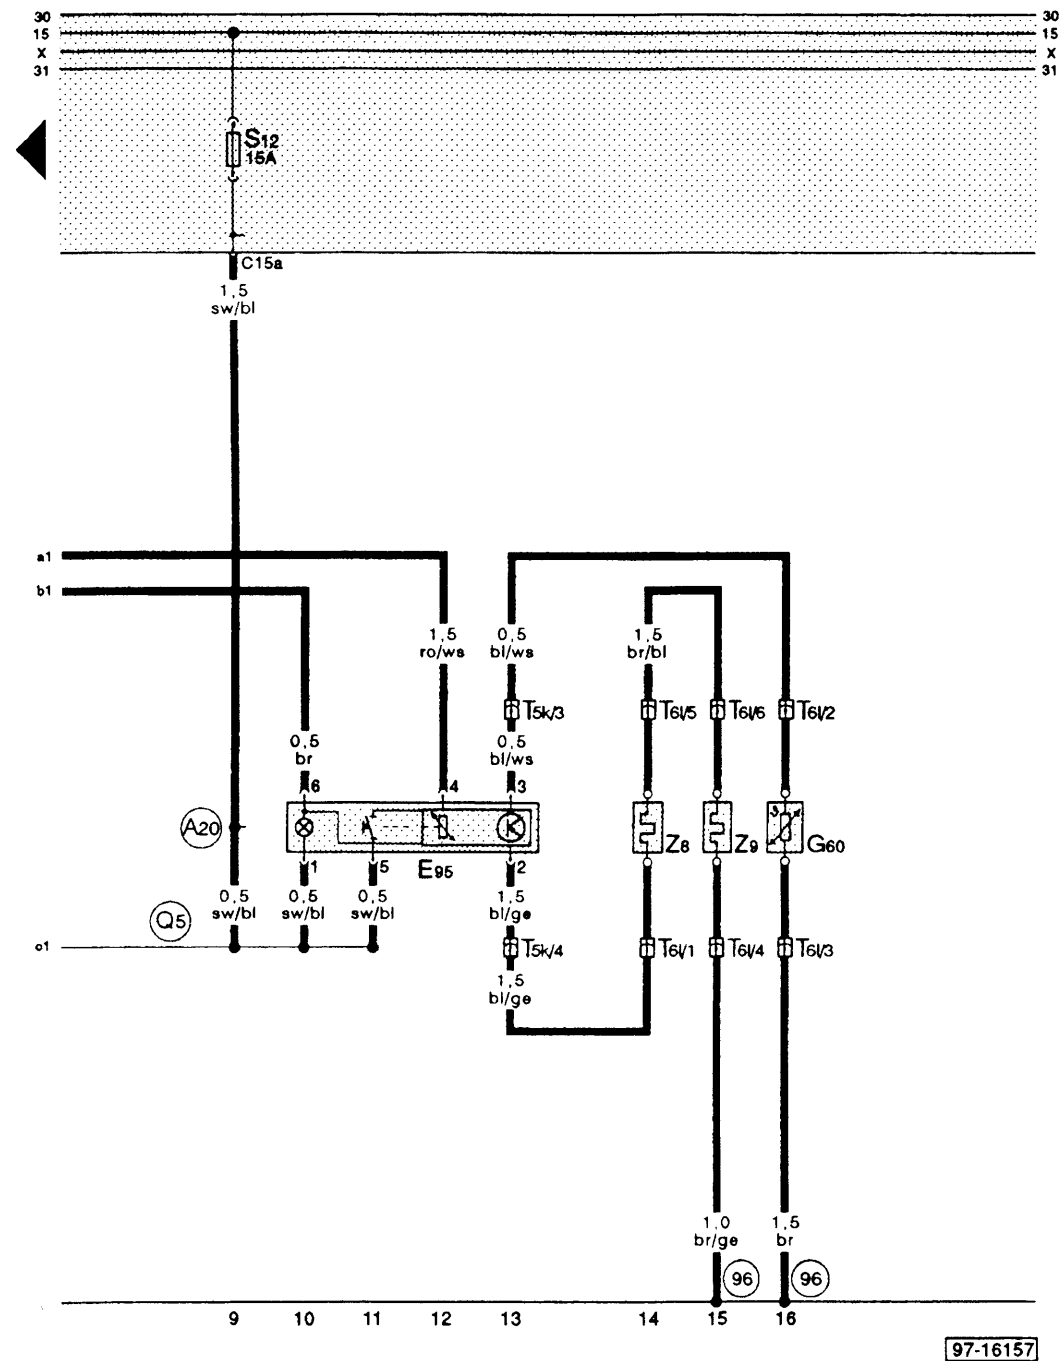 30 30
15 15
X X
31 31
S12
15A
C15a
1,5
sw/bl
a1
b1
1,5 0,5 1,5
ro/ws bl/ws br/bl
T5k/3 T6l/5 T6l/6 T6l/2
0,5 0,5
br bl/ws
6 4 3
A20 Z8 Z9 G60
1 5 E95 2
0,5 0,5 0,5 1,5
Q5 sw/bl sw/bl sw/bl bl/ge
c1 T5k/4 T6l/1 T6l/4 T6l/3
1,5
bl/ge
1,0 1,5
br/ge br
96 96
9 10 11 12 13 14 15 16
97-16157